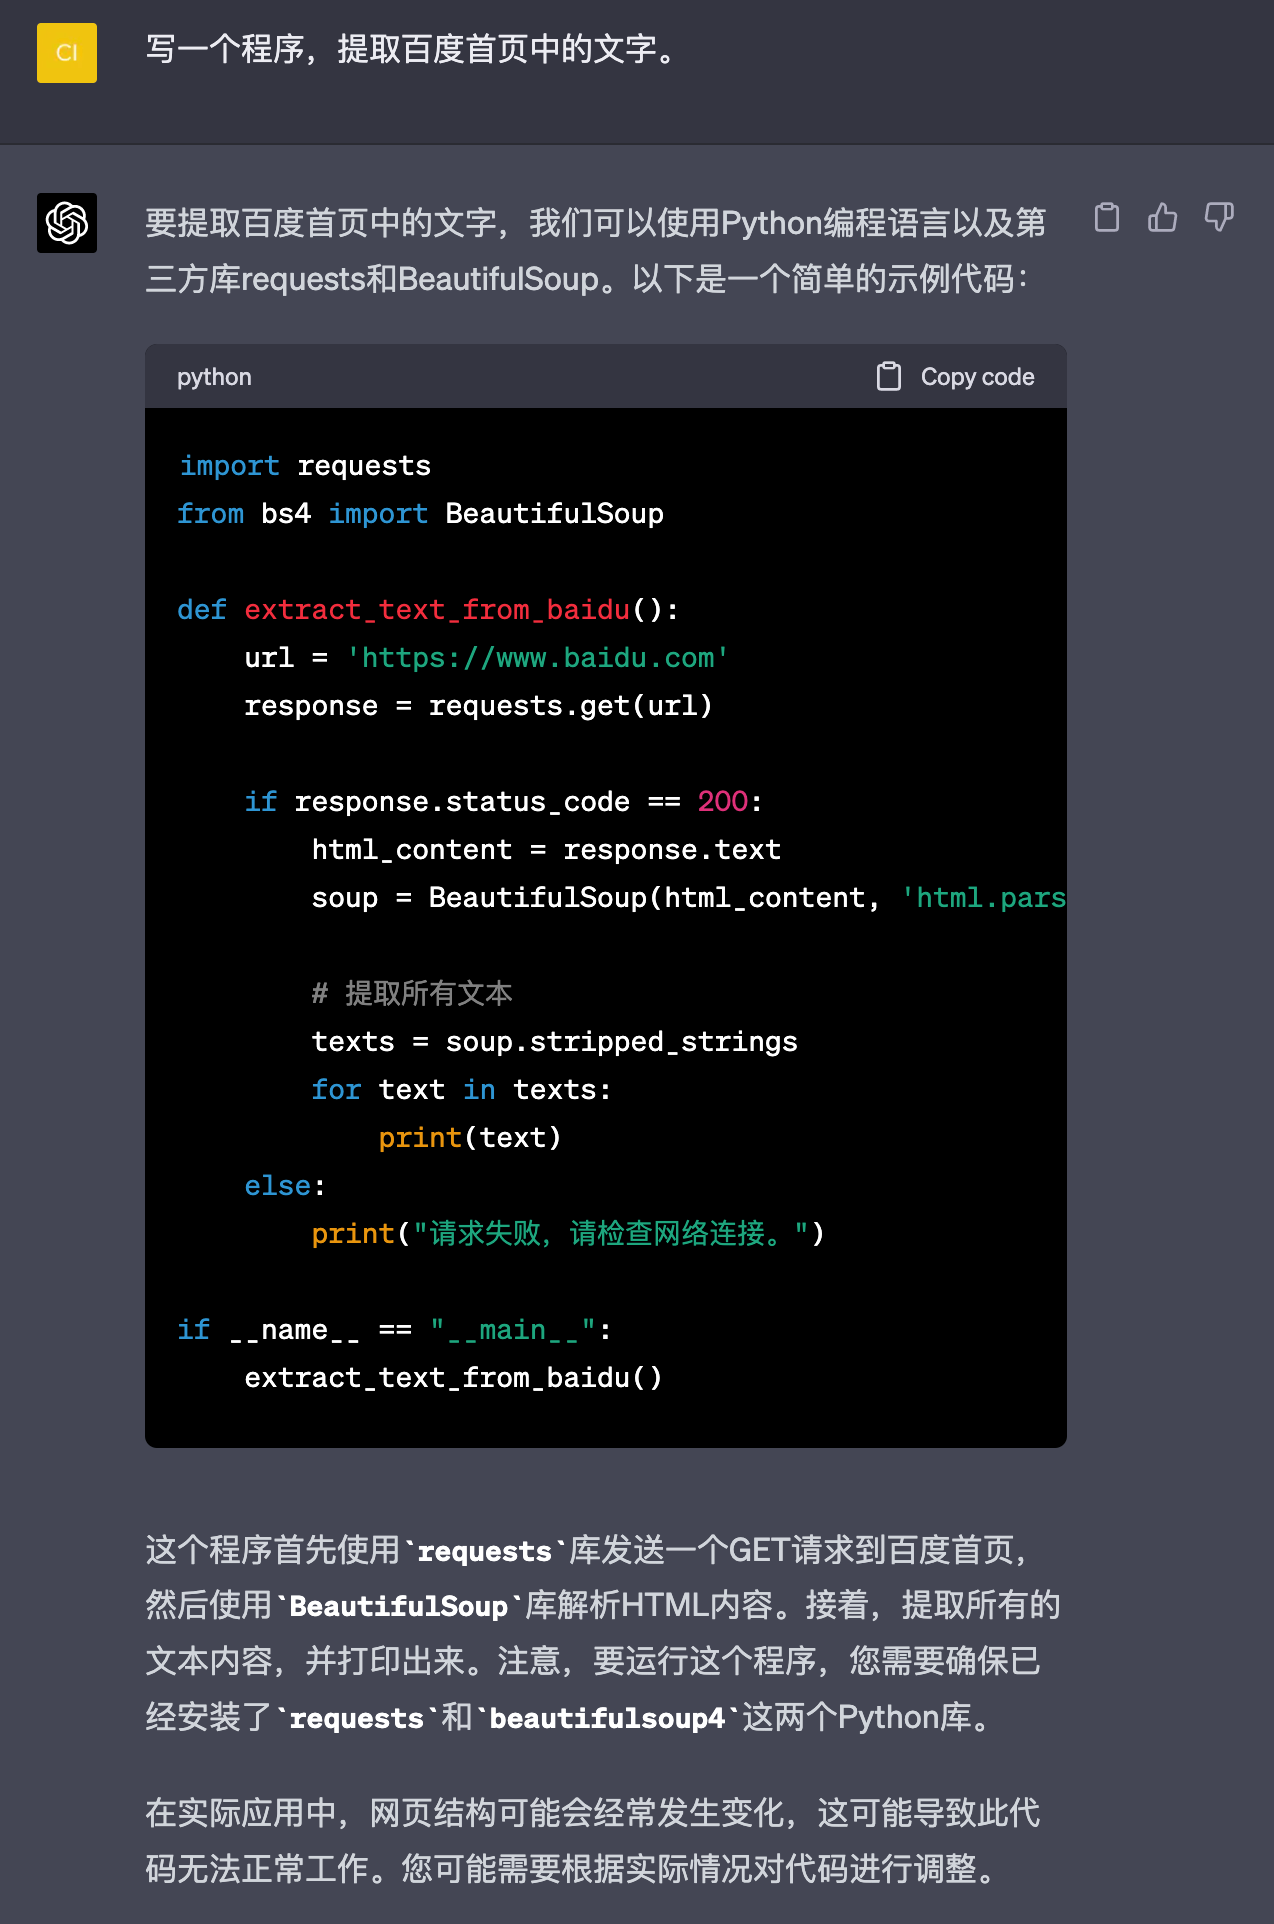 CI
写一个程序，提取百度首页中的文字。
要提取百度首页中的文字，我们可以使用Python编程语言以及第
三方库requests和BeautifulSoup。以下是一个简单的示例代码：
python
Copy code
import requests
from bs4 import BeautifulSoup
def extract_text_from_baidu():
    url = 'https://www.baidu.com'
    response = requests.get(url)
    if response.status_code == 200:
        html_content = response.text
        soup = BeautifulSoup(html_content, 'html.pars
        # 提取所有文本
        texts = soup.stripped_strings
        for text in texts:
            print(text)
    else:
        print("请求失败，请检查网络连接。")
if __name__ == "__main__":
    extract_text_from_baidu()
这个程序首先使用`requests`库发送一个GET请求到百度首页，
然后使用`BeautifulSoup`库解析HTML内容。接着，提取所有的
文本内容，并打印出来。注意，要运行这个程序，您需要确保已
经安装了`requests`和`beautifulsoup4`这两个Python库。
在实际应用中，网页结构可能会经常发生变化，这可能导致此代
码无法正常工作。您可能需要根据实际情况对代码进行调整。